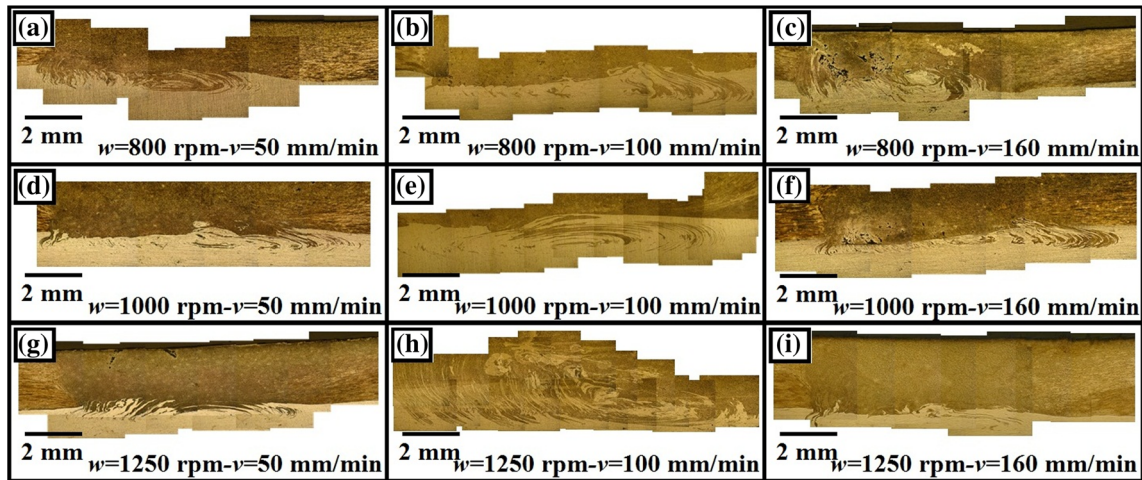 (a)
2 mm
w=800 rpm-v=50 mm/min
(b)
2 mm
w=800 rpm-v=100 mm/min
(c)
2 mm
w=800 rpm-v=160 mm/min
(d)
2 mm
w=1000 rpm-v=50 mm/min
(e)
2 mm
w=1000 rpm-v=100 mm/min
(f)
2 mm
w=1000 rpm-v=160 mm/min
(g)
2 mm
w=1250 rpm-v=50 mm/min
(h)
2 mm
w=1250 rpm-v=100 mm/min
(i)
2 mm
w=1250 rpm-v=160 mm/min